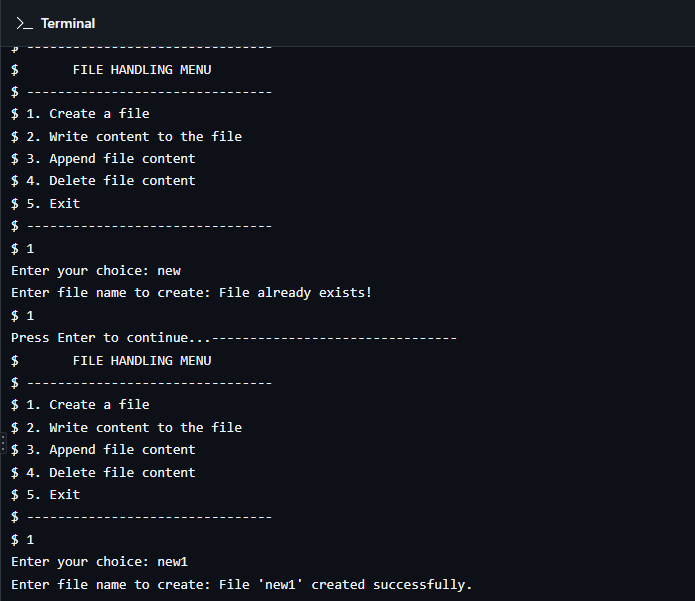 >_ Terminal
$ --------------------------------
$       FILE HANDLING MENU
$ --------------------------------
$ 1. Create a file
$ 2. Write content to the file
$ 3. Append file content
$ 4. Delete file content
$ 5. Exit
$ --------------------------------
$ 1
Enter your choice: new
Enter file name to create: File already exists!
$ 1
Press Enter to continue...--------------------------------
$       FILE HANDLING MENU
$ --------------------------------
$ 1. Create a file
$ 2. Write content to the file
$ 3. Append file content
$ 4. Delete file content
$ 5. Exit
$ --------------------------------
$ 1
Enter your choice: new1
Enter file name to create: File 'new1' created successfully.